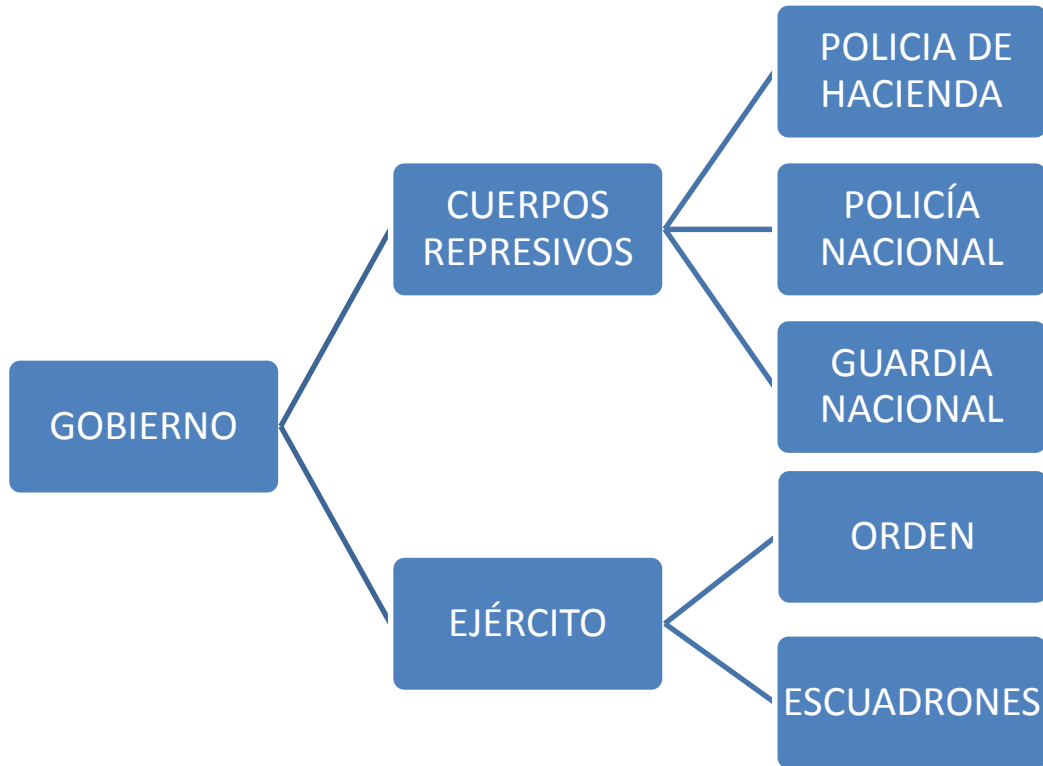 GOBIERNO
CUERPOS
REPRESIVOS
POLICIA DE
HACIENDA
POLICÍA
NACIONAL
GUARDIA
NACIONAL
EJÉRCITO
ORDEN
ESCUADRONES